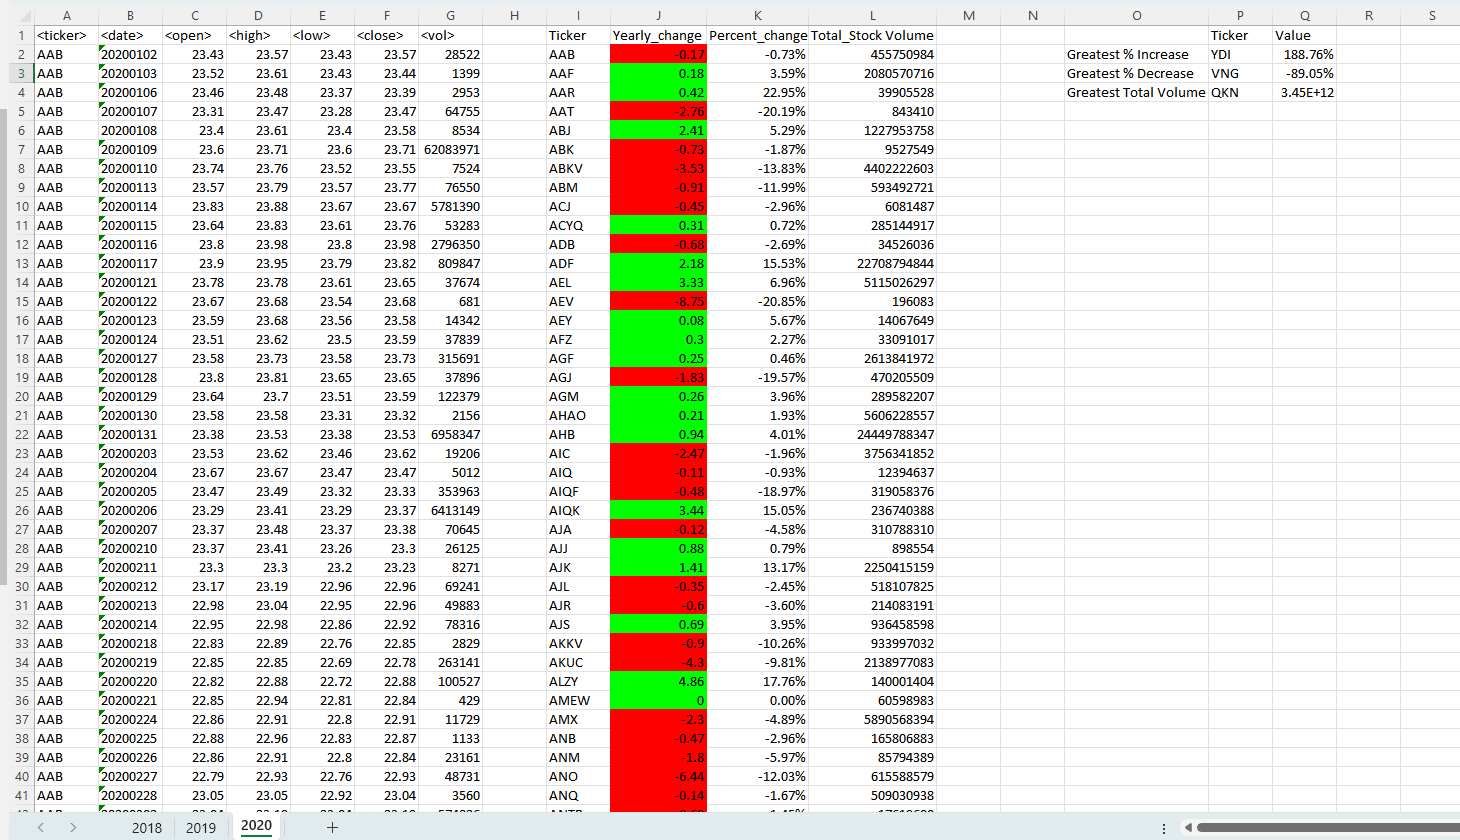 A B C D E F G H I J K L M N O P Q R S
1 <ticker> <date> <open> <high> <low> <close> <vol> Ticker Yearly_change Percent_change Total_Stock Volume Ticker Value
2 AAB 20200102 23.43 23.57 23.43 23.57 28522 AAB -0.17 -0.73% 455750984 Greatest % Increase YDI 188.76%
3 AAB 20200103 23.52 23.61 23.43 23.44 1399 AAF 0.18 3.59% 2080570716 Greatest % Decrease VNG -89.05%
4 AAB 20200106 23.46 23.48 23.37 23.39 2953 AAR 0.42 22.95% 39905528 Greatest Total Volume QKN 3.45E+12
5 AAB 20200107 23.31 23.47 23.28 23.47 64755 AAT -2.76 -20.19% 843410
6 AAB 20200108 23.4 23.61 23.4 23.58 8534 ABJ 2.41 5.29% 1227953758
7 AAB 20200109 23.6 23.71 23.6 23.71 62083971 ABK -0.73 -1.87% 9527549
8 AAB 20200110 23.74 23.76 23.52 23.55 7524 ABKV -3.53 -13.83% 4402222603
9 AAB 20200113 23.57 23.79 23.57 23.77 76550 ABM -0.91 -11.99% 593492721
10 AAB 20200114 23.83 23.88 23.67 23.67 5781390 ACJ -0.45 -2.96% 6081487
11 AAB 20200115 23.64 23.83 23.61 23.76 53283 ACYQ 0.31 0.72% 285144917
12 AAB 20200116 23.8 23.98 23.8 23.98 2796350 ADB -0.68 -2.69% 34526036
13 AAB 20200117 23.9 23.95 23.79 23.82 809847 ADF 2.18 15.53% 22708794844
14 AAB 20200121 23.78 23.78 23.61 23.65 37674 AEL 3.33 6.96% 5115026297
15 AAB 20200122 23.67 23.68 23.54 23.68 681 AEV -8.75 -20.85% 196083
16 AAB 20200123 23.59 23.68 23.56 23.58 14342 AEY 0.08 5.67% 14067649
17 AAB 20200124 23.51 23.62 23.5 23.59 37839 AFZ 0.3 2.27% 33091017
18 AAB 20200127 23.58 23.73 23.58 23.73 315691 AGF 0.25 0.46% 2613841972
19 AAB 20200128 23.8 23.81 23.65 23.65 37896 AGJ -1.83 -19.57% 470205509
20 AAB 20200129 23.64 23.7 23.51 23.59 122379 AGM 0.26 3.96% 289582207
21 AAB 20200130 23.58 23.58 23.31 23.32 2156 AHAO 0.21 1.93% 5606228557
22 AAB 20200131 23.38 23.53 23.38 23.53 6958347 AHB 0.94 4.01% 24449788347
23 AAB 20200203 23.53 23.62 23.46 23.62 19206 AIC -2.47 -1.96% 3756341852
24 AAB 20200204 23.67 23.67 23.47 23.47 5012 AIQ -0.11 -0.93% 12394637
25 AAB 20200205 23.47 23.49 23.32 23.33 353963 AIQF -0.48 -18.97% 319058376
26 AAB 20200206 23.29 23.41 23.29 23.37 6413149 AIQK 3.44 15.05% 236740388
27 AAB 20200207 23.37 23.48 23.37 23.38 70645 AJA -0.12 -4.58% 310788310
28 AAB 20200210 23.37 23.41 23.26 23.3 26125 AJJ 0.88 0.79% 898554
29 AAB 20200211 23.3 23.3 23.2 23.23 8271 AJK 1.41 13.17% 2250415159
30 AAB 20200212 23.17 23.19 22.96 22.96 69241 AJL -0.35 -2.45% 518107825
31 AAB 20200213 22.98 23.04 22.95 22.96 49883 AJR -0.6 -3.60% 214083191
32 AAB 20200214 22.95 22.98 22.86 22.92 78316 AJS 0.69 3.95% 936458598
33 AAB 20200218 22.83 22.89 22.76 22.85 2829 AKKV -0.9 -10.26% 933997032
34 AAB 20200219 22.85 22.85 22.69 22.78 263141 AKUC -4.3 -9.81% 2138977083
35 AAB 20200220 22.82 22.88 22.72 22.88 100527 ALZY 4.86 17.76% 140001404
36 AAB 20200221 22.85 22.94 22.81 22.84 429 AMEW 0 0.00% 60598983
37 AAB 20200224 22.86 22.91 22.8 22.91 11729 AMX -2.3 -4.89% 5890568394
38 AAB 20200225 22.88 22.96 22.83 22.87 1133 ANB -0.47 -2.96% 165806883
39 AAB 20200226 22.86 22.91 22.8 22.84 23161 ANM -1.8 -5.97% 85794389
40 AAB 20200227 22.79 22.93 22.76 22.93 48731 ANO -6.44 -12.03% 615588579
41 AAB 20200228 23.05 23.05 22.92 23.04 3560 ANQ -0.14 -1.67% 509030938
2018 2019 2020 +